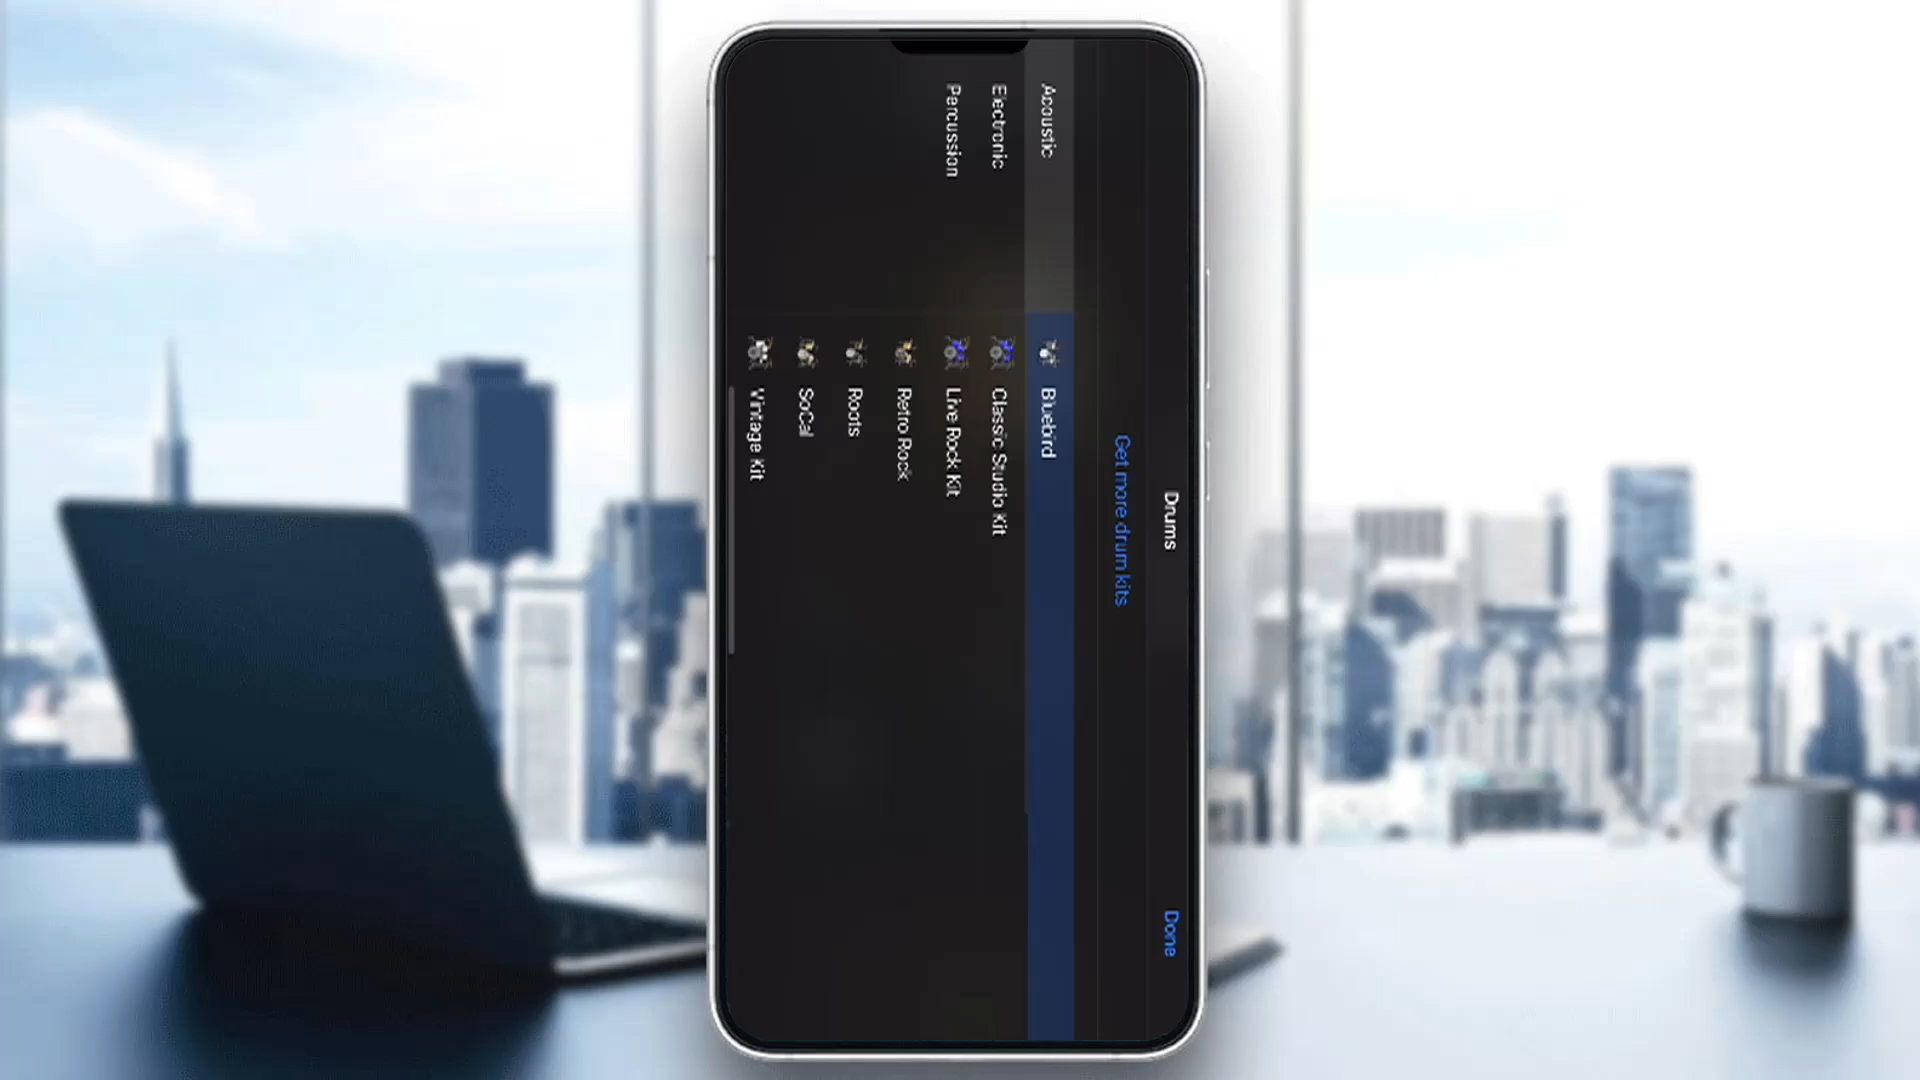 Drums
Done
Get more drum kits
Acoustic
Electronic
Percussion
Bluebird
Classic Studio Kit
Live Rock Kit
Retro Rock
Roots
SoCal
Vintage Kit